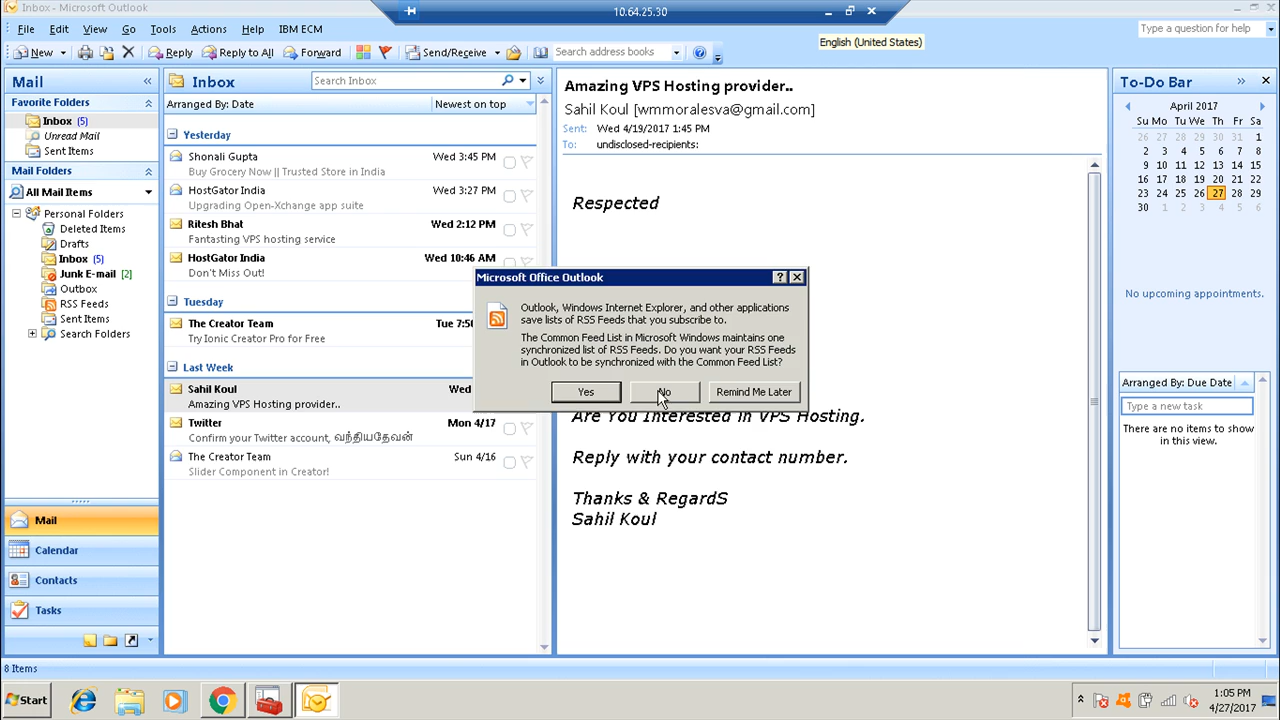 Inbox - Microsoft Outlook
10.64.25.30
File Edit View Go Tools Actions Help IBM ECM
English (United States)
Type a question for help
New Reply Reply to All Forward Send/Receive Search address books
Mail
Favorite Folders
Inbox (5)
Unread Mail
Sent Items
Mail Folders
All Mail Items
Personal Folders
Deleted Items
Drafts
Inbox (5)
Junk E-mail [2]
Outbox
RSS Feeds
Sent Items
Search Folders
Mail
Calendar
Contacts
Tasks
Inbox
Search Inbox
Arranged By: Date Newest on top
Yesterday
Shonali Gupta Wed 3:45 PM
Buy Grocery Now || Trusted Store in India
HostGator India Wed 3:27 PM
Upgrading Open-Xchange app suite
Ritesh Bhat Wed 2:12 PM
Fantasting VPS hosting service
HostGator India Wed 10:46 AM
Don't Miss Out!
Tuesday
The Creator Team Tue 7:50
Try Ionic Creator Pro for Free
Last Week
Sahil Koul Wed
Amazing VPS Hosting provider..
Twitter Mon 4/17
Confirm your Twitter account, வந்தியதேவன்
The Creator Team Sun 4/16
Slider Component in Creator!
Amazing VPS Hosting provider..
Sahil Koul [wmmoralesva@gmail.com]
Sent: Wed 4/19/2017 1:45 PM
To: undisclosed-recipients:
Respected
Microsoft Office Outlook
Outlook, Windows Internet Explorer, and other applications
save lists of RSS Feeds that you subscribe to.
The Common Feed List in Microsoft Windows maintains one
synchronized list of RSS Feeds. Do you want your RSS Feeds
in Outlook to be synchronized with the Common Feed List?
Yes No Remind Me Later
Are You Interested in VPS Hosting.
Reply with your contact number.
Thanks & RegardS
Sahil Koul
To-Do Bar
April 2017
Su Mo Tu We Th Fr Sa
26 27 28 29 30 31 1
2 3 4 5 6 7 8
9 10 11 12 13 14 15
16 17 18 19 20 21 22
23 24 25 26 27 28 29
30 1 2 3 4 5 6
No upcoming appointments.
Arranged By: Due Date
Type a new task
There are no items to show
in this view.
8 Items
Start
1:05 PM
4/27/2017